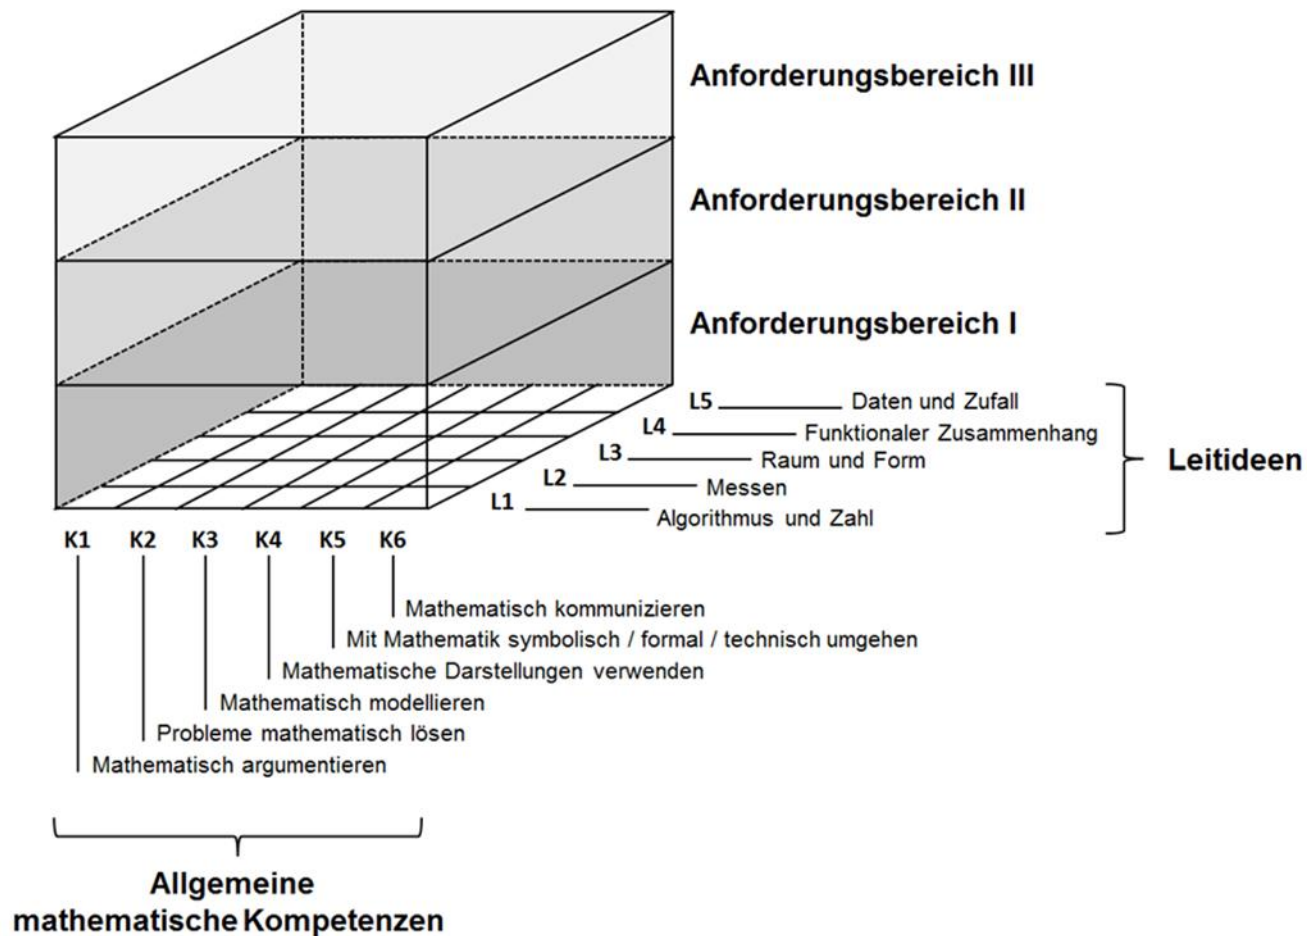 Anforderungsbereich III
Anforderungsbereich II
Anforderungsbereich I
L5 Daten und Zufall
L4 Funktionaler Zusammenhang
L3 Raum und Form
L2 Messen
L1 Algorithmus und Zahl
Leitideen
K1 K2 K3 K4 K5 K6
Mathematisch kommunizieren
Mit Mathematik symbolisch / formal / technisch umgehen
Mathematische Darstellungen verwenden
Mathematisch modellieren
Probleme mathematisch lösen
Mathematisch argumentieren
Allgemeine
mathematische Kompetenzen